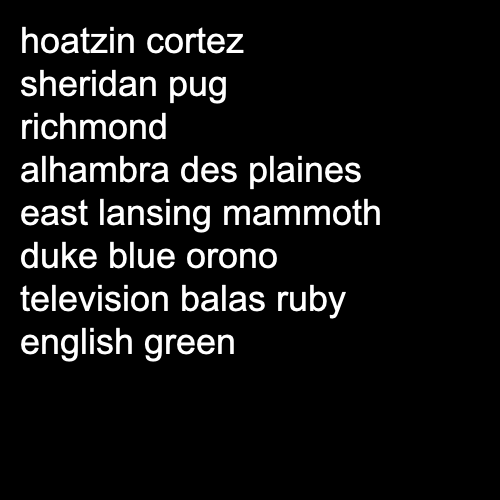 hoatzin cortez
sheridan pug
richmond
alhambra des plaines
east lansing mammoth
duke blue orono
television balas ruby
english green